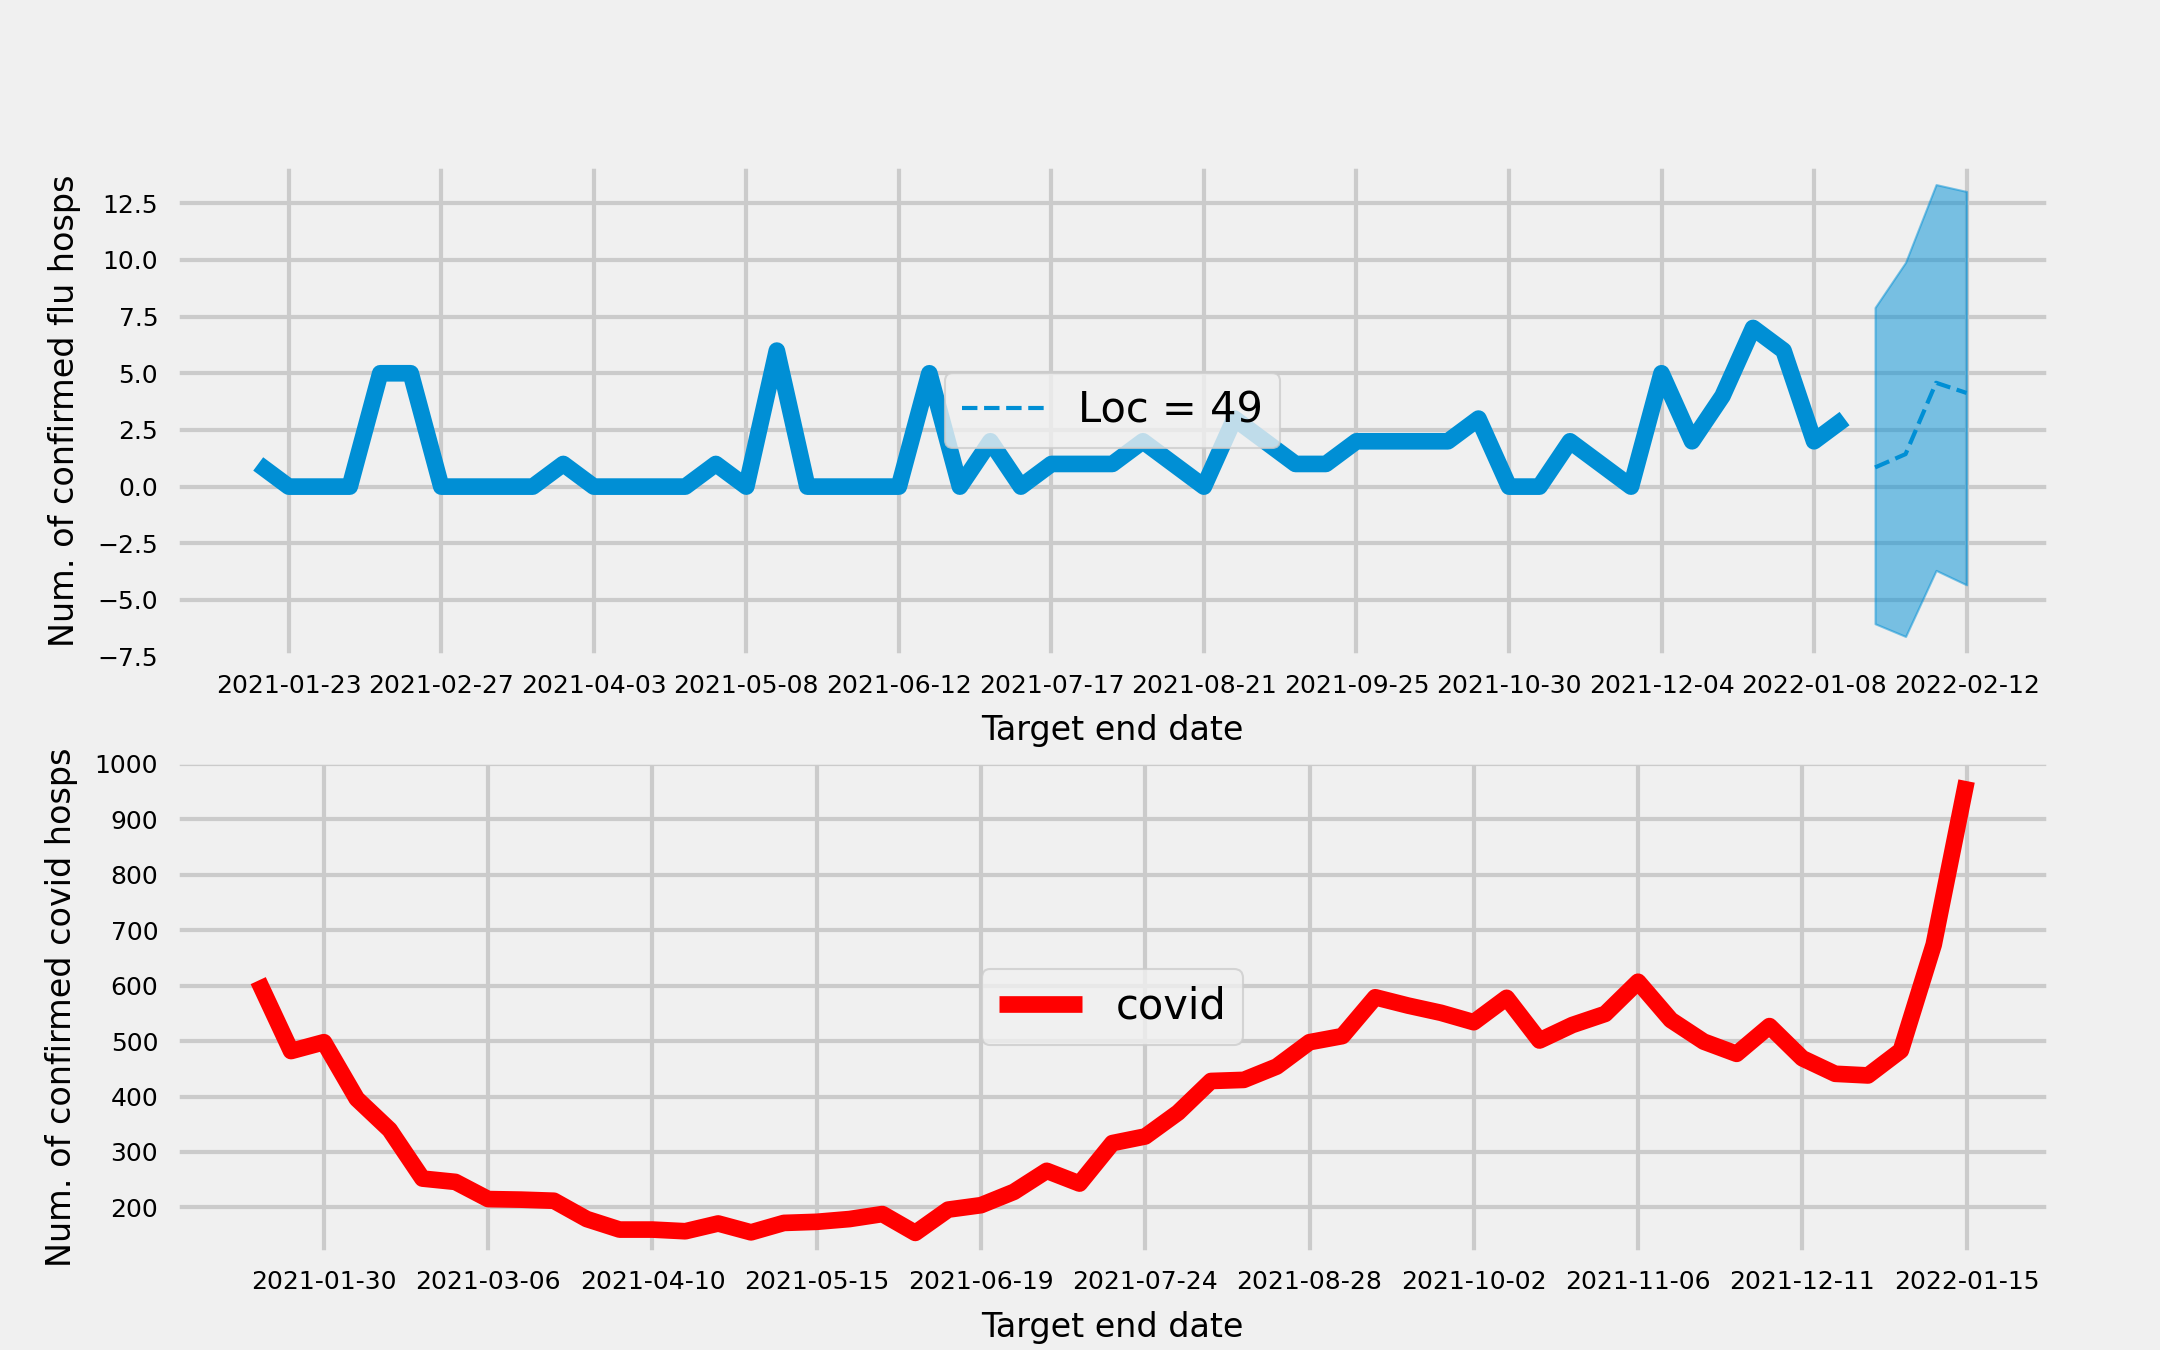 Num. of confirmed flu hosps
12.5
10.0
7.5
5.0
2.5
0.0
−2.5
−5.0
−7.5
Loc = 49
2021-01-23 2021-02-27 2021-04-03 2021-05-08 2021-06-12 2021-07-17 2021-08-21 2021-09-25 2021-10-30 2021-12-04 2022-01-08 2022-02-12
Target end date
Num. of confirmed covid hosps
1000
900
800
700
600
500
400
300
200
covid
2021-01-30 2021-03-06 2021-04-10 2021-05-15 2021-06-19 2021-07-24 2021-08-28 2021-10-02 2021-11-06 2021-12-11 2022-01-15
Target end date